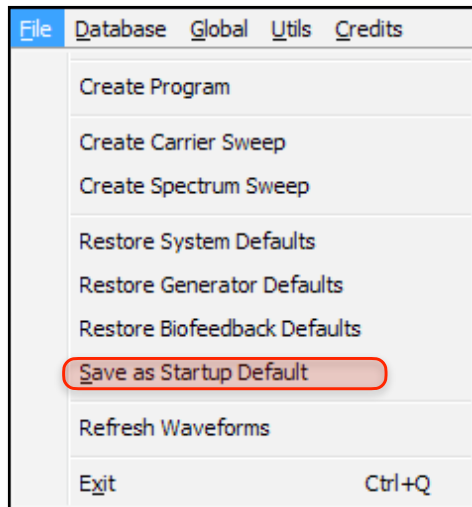 File Database Global Utils Credits
Create Program
Create Carrier Sweep
Create Spectrum Sweep
Restore System Defaults
Restore Generator Defaults
Restore Biofeedback Defaults
Save as Startup Default
Refresh Waveforms
Exit Ctrl+Q